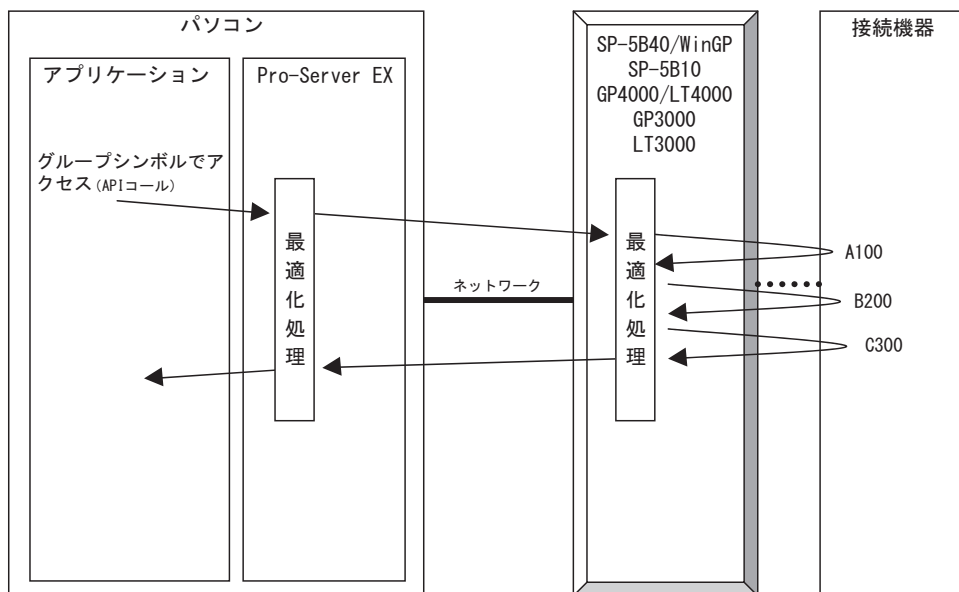 パソコン
アプリケーション
Pro-Server EX
グループシンボルでア
クセス(APIコール)
最適化処理
ネットワーク
SP-5B40/WinGP
SP-5B10
GP4000/LT4000
GP3000
LT3000
最適化処理
接続機器
A100
B200
C300